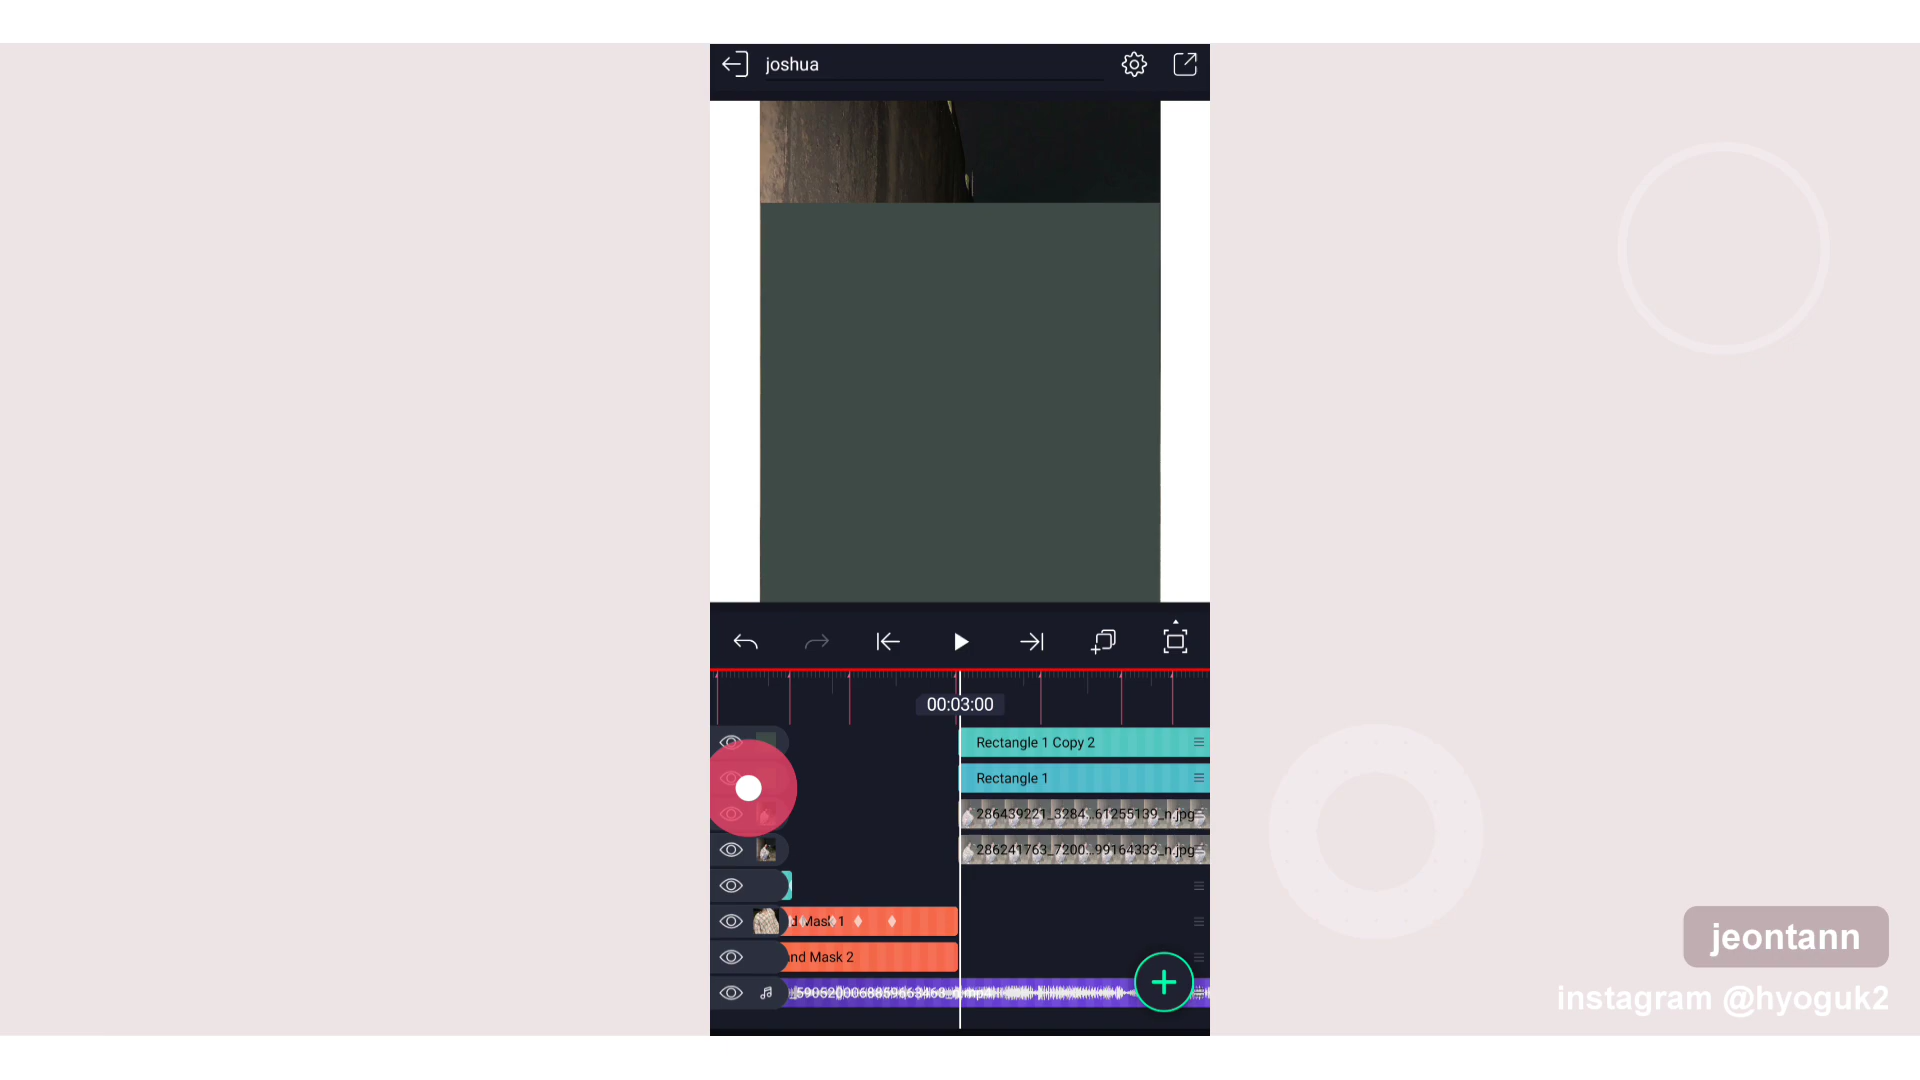 joshua
00:03:00
Rectangle 1 Copy 2
Rectangle 1
286439221_3284...61255139_n.jpg
286241763_7200...99164333_n.jpg
d Mask 1
nd Mask 2
jeontann
instagram @hyoguk2